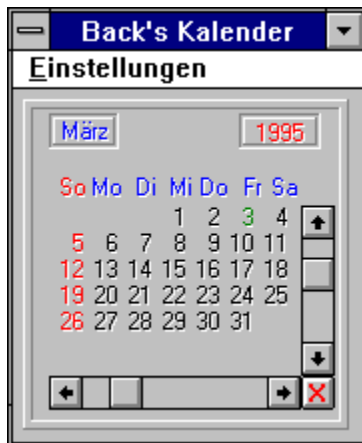 Back's Kalender
Einstellungen
März 1995
So Mo Di Mi Do Fr Sa
1 2 3 4
5 6 7 8 9 10 11
12 13 14 15 16 17 18
19 20 21 22 23 24 25
26 27 28 29 30 31
X